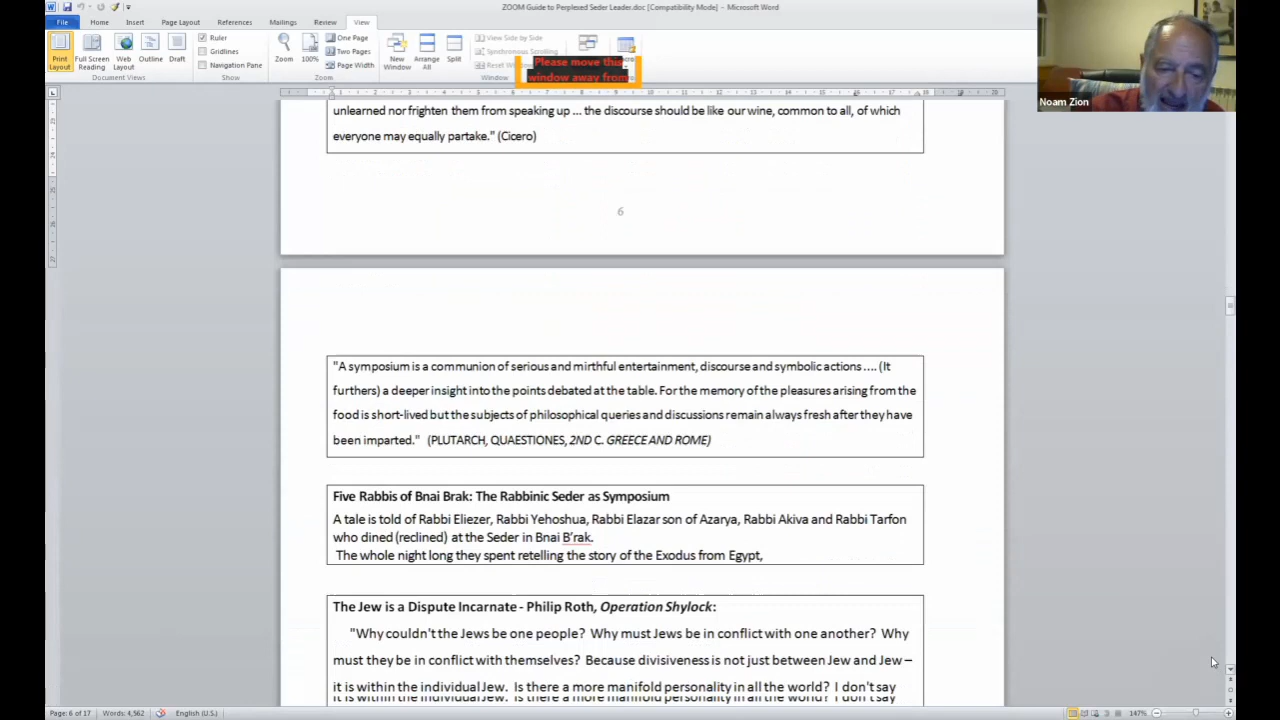 ZOOM Guide to Perplexed Seder Leader.doc [Compatibility Mode] - Microsoft Word
File Home Insert Page Layout References Mailings Review View
Ruler
Gridlines
Navigation Pane
One Page
Two Pages
Page Width
View Side by Side
Synchronous Scrolling
Print Layout
Full Screen Reading
Web Layout
Outline
Draft
Zoom
100%
New Window
Arrange All
Split
Document Views
Show
Zoom
Window
Please move this
window away from
Noam Zion
unlearned nor frighten them from speaking up ... the discourse should be like our wine, common to all, of which
everyone may equally partake." (Cicero)
6
"A symposium is a communion of serious and mirthful entertainment, discourse and symbolic actions .... (It
furthers) a deeper insight into the points debated at the table. For the memory of the pleasures arising from the
food is short-lived but the subjects of philosophical queries and discussions remain always fresh after they have
been imparted." (PLUTARCH, QUAESTIONES, 2ND C. GREECE AND ROME)
Five Rabbis of Bnai Brak: The Rabbinic Seder as Symposium
A tale is told of Rabbi Eliezer, Rabbi Yehoshua, Rabbi Elazar son of Azarya, Rabbi Akiva and Rabbi Tarfon
who dined (reclined) at the Seder in Bnai B'rak.
The whole night long they spent retelling the story of the Exodus from Egypt,
The Jew is a Dispute Incarnate - Philip Roth, Operation Shylock:
"Why couldn't the Jews be one people? Why must Jews be in conflict with one another? Why
must they be in conflict with themselves? Because divisiveness is not just between Jew and Jew –
it is within the individual Jew. Is there a more manifold personality in all the world? I don't say
Page: 6 of 17 Words: 4,562 English (U.S.) 147%